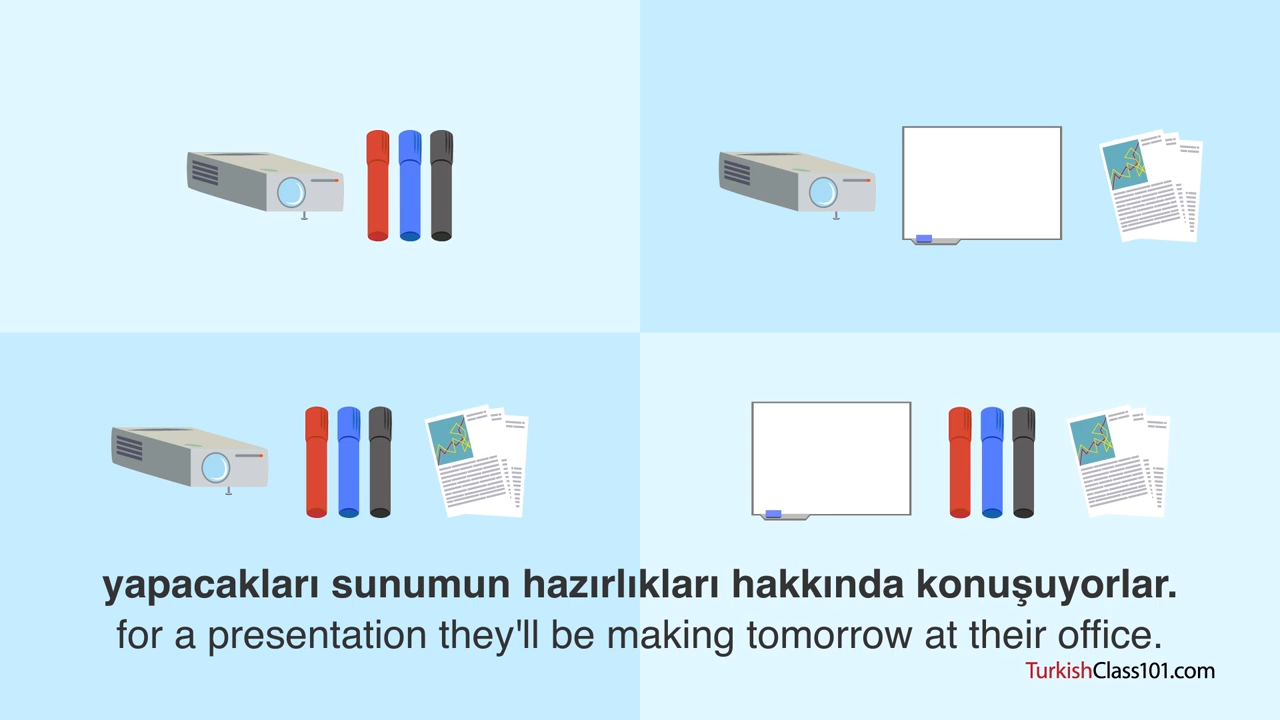 yapacakları sunumun hazırlıkları hakkında konuşuyorlar.
for a presentation they'll be making tomorrow at their office.
TurkishClass101.com